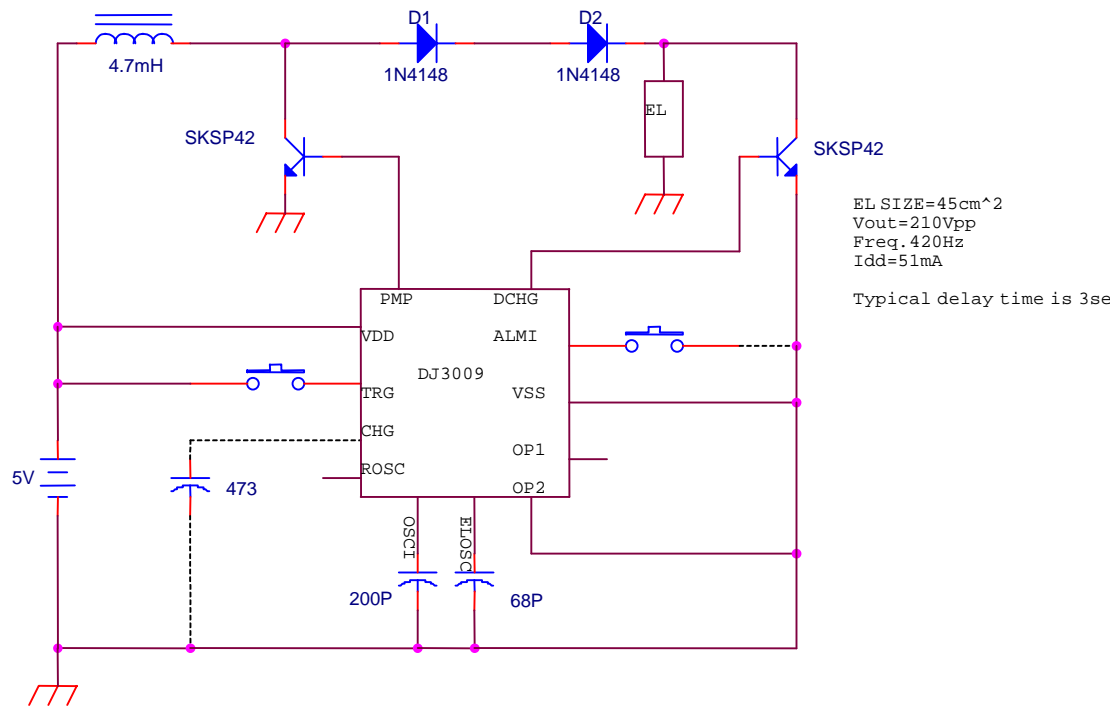 D1
D2
4.7mH
1N4148
1N4148
EL
SKSP42
SKSP42
EL SIZE=45cm^2
Vout=210Vpp
Freq.420Hz
Idd=51mA
Typical delay time is 3se
PMP
DCHG
VDD
ALMI
DJ3009
TRG
VSS
CHG
OP1
ROSC
OP2
5V
473
OSCI
ELOSC
200P
68P